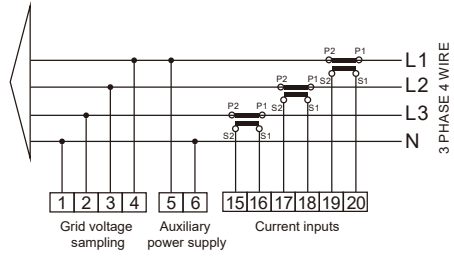 P2 P1
L1
P2 P1 S2 S1
L2
P2 P1 S2 S1
L3
S2 S1
N
3 PHASE 4 WIRE
1 2 3 4 5 6 15 16 17 18 19 20
Grid voltage sampling
Auxiliary power supply
Current inputs